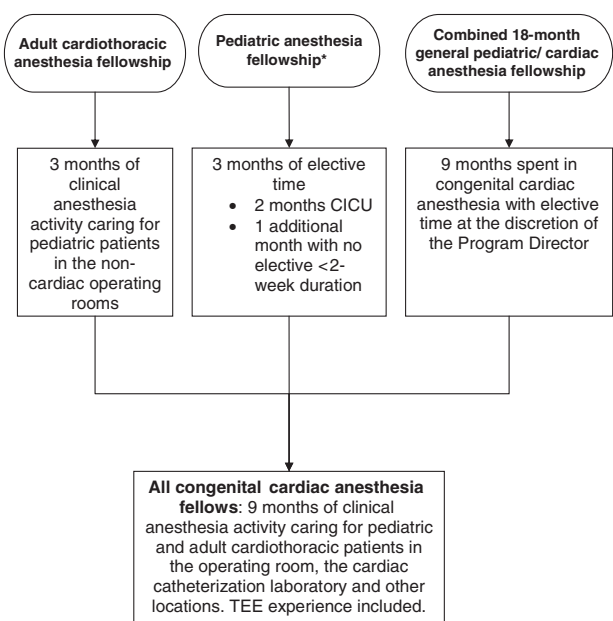 Adult cardiothoracic
anesthesia fellowship
Pediatric anesthesia
fellowship*
Combined 18-month
general pediatric/ cardiac
anesthesia fellowship
3 months of
clinical
anesthesia
activity caring for
pediatric patients
in the non-
cardiac operating
rooms
3 months of elective
time
• 2 months CICU
• 1 additional
month with no
elective <2-
week duration
9 months spent in
congenital cardiac
anesthesia with elective
time at the discretion of
the Program Director
All congenital cardiac anesthesia
fellows: 9 months of clinical
anesthesia activity caring for pediatric
and adult cardiothoracic patients in
the operating room, the cardiac
catheterization laboratory and other
locations. TEE experience included.